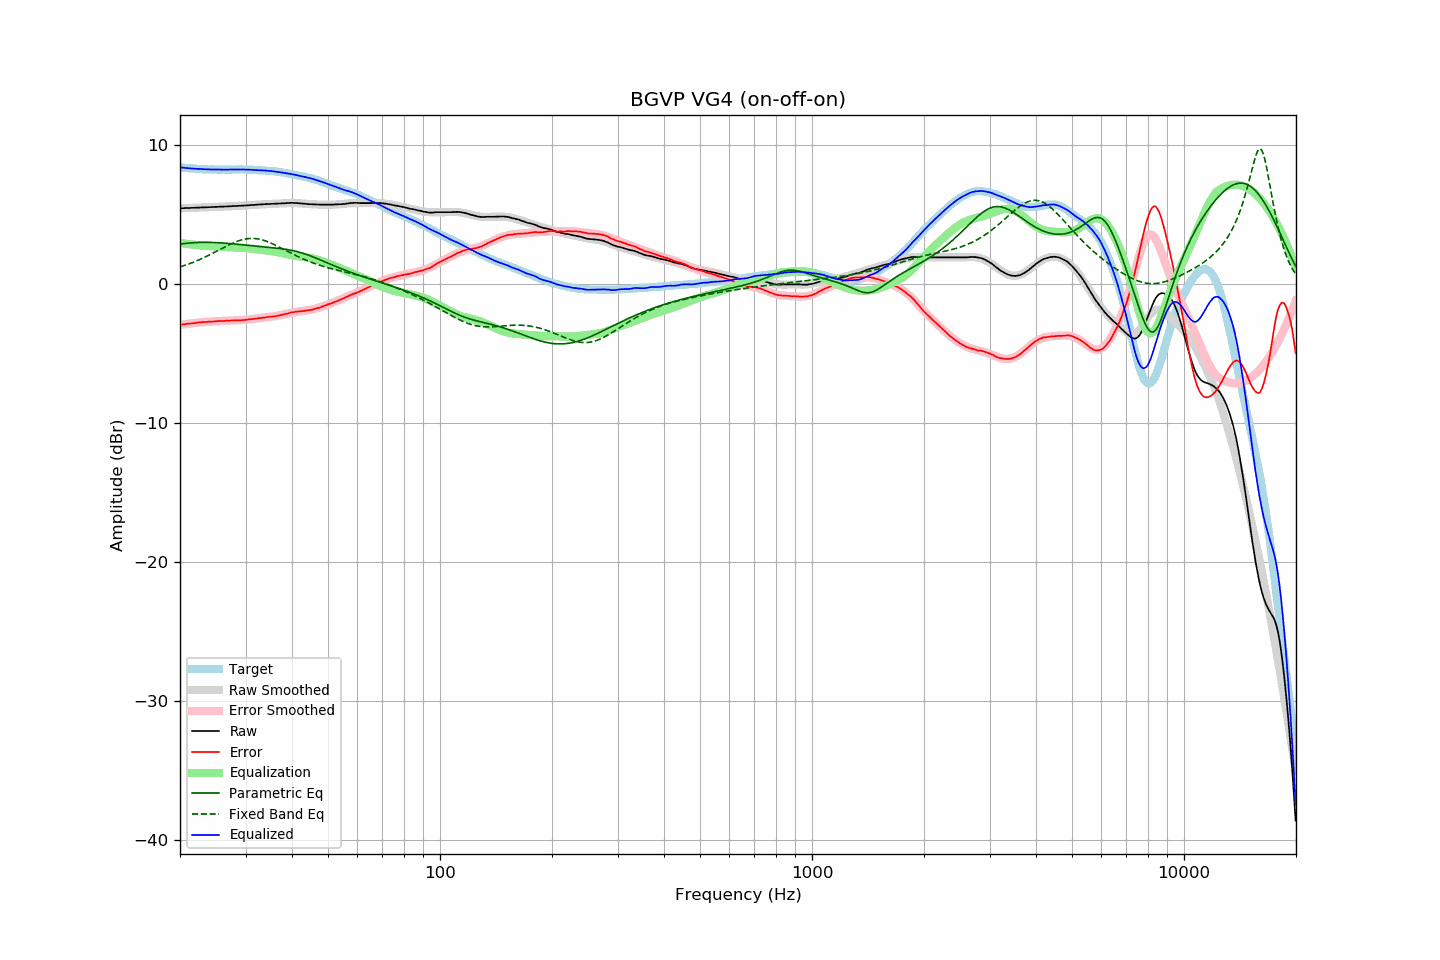 BGVP VG4 (on-off-on)
10
0
−10
−20
−30
−40
Amplitude (dBr)
100
1000
10000
Frequency (Hz)
Target
Raw Smoothed
Error Smoothed
Raw
Error
Equalization
Parametric Eq
Fixed Band Eq
Equalized